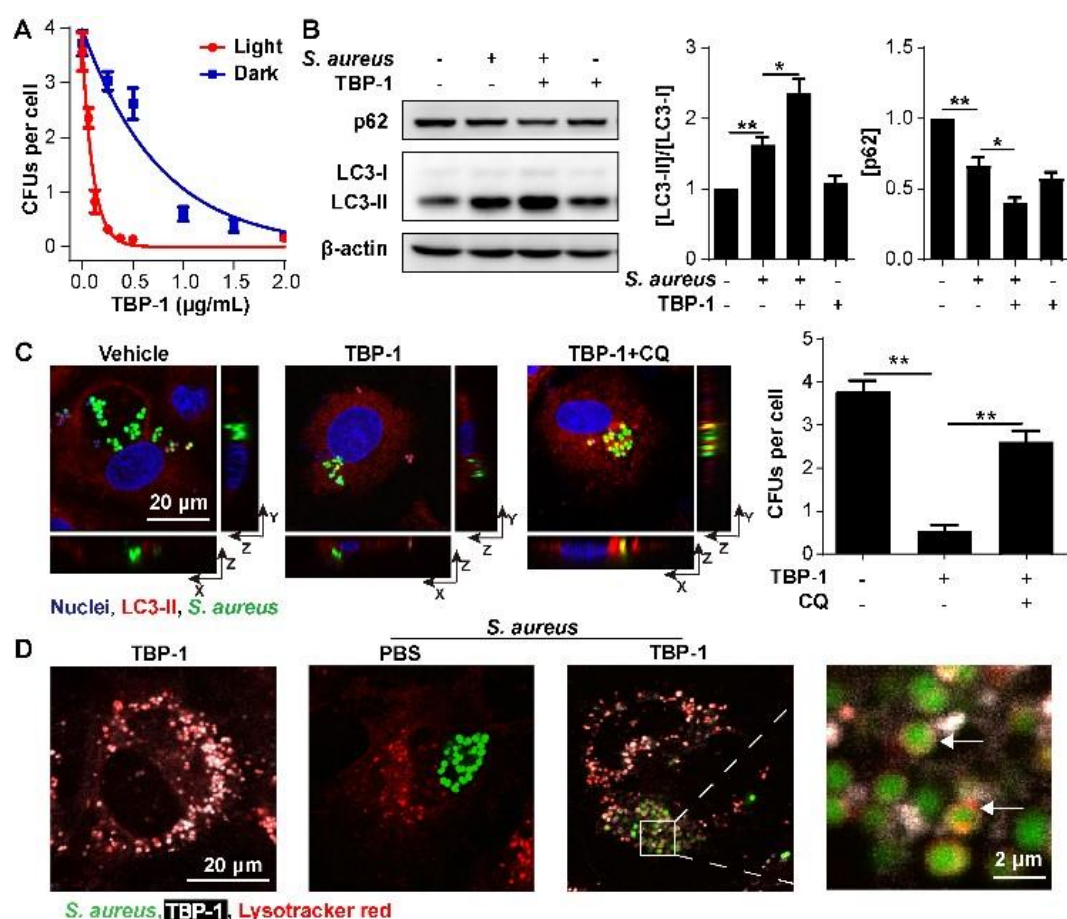 A
4
3
2
1
0
CFUs per cell
Light
Dark
0.0 0.5 1.0 1.5 2.0
TBP-1 (µg/mL)
B
S. aureus - + + -
TBP-1 - - + +
p62
LC3-I
LC3-II
β-actin
[LC3-II]/[LC3-I]
3
2
1
0
**
*
S. aureus - + + -
TBP-1 - - + +
[p62]
1.0
0.5
0.0
**
*
- + + -
- - + +
C
Vehicle
TBP-1
TBP-1+CQ
20 µm
Y
Z
Z
X
Y
Z
Z
X
Y
Z
Z
X
Nuclei, LC3-II, S. aureus
CFUs per cell
5
4
3
2
1
0
**
**
TBP-1 - + +
CQ - - +
D
S. aureus
TBP-1
PBS
TBP-1
20 µm
2 µm
S. aureus, TBP-1, Lysotracker red